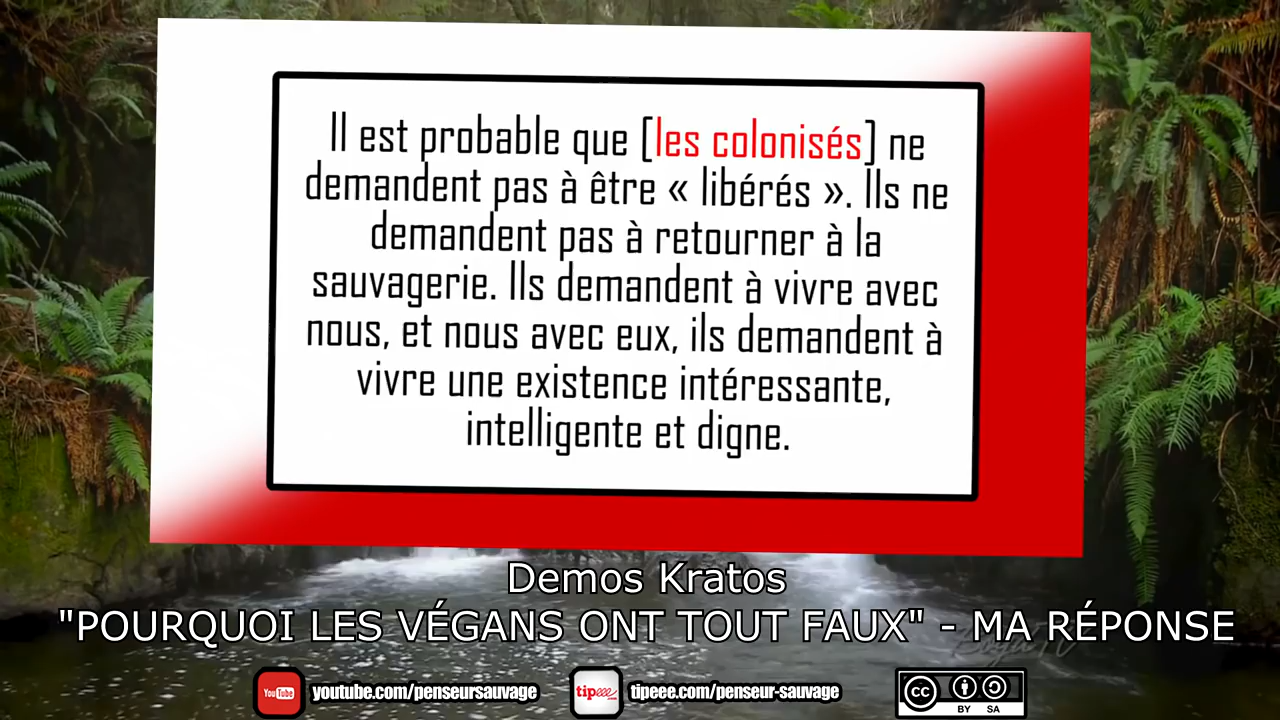 Il est probable que [les colonisés] ne
demandent pas à être « libérés ». Ils ne
demandent pas à retourner à la
sauvagerie. Ils demandent à vivre avec
nous, et nous avec eux, ils demandent à
vivre une existence intéressante,
intelligente et digne.
Demos Kratos
"POURQUOI LES VÉGANS ONT TOUT FAUX" - MA RÉPONSE
YouTube youtube.com/penseursauvage tipeee tipeee.com/penseur-sauvage cc
BY SA